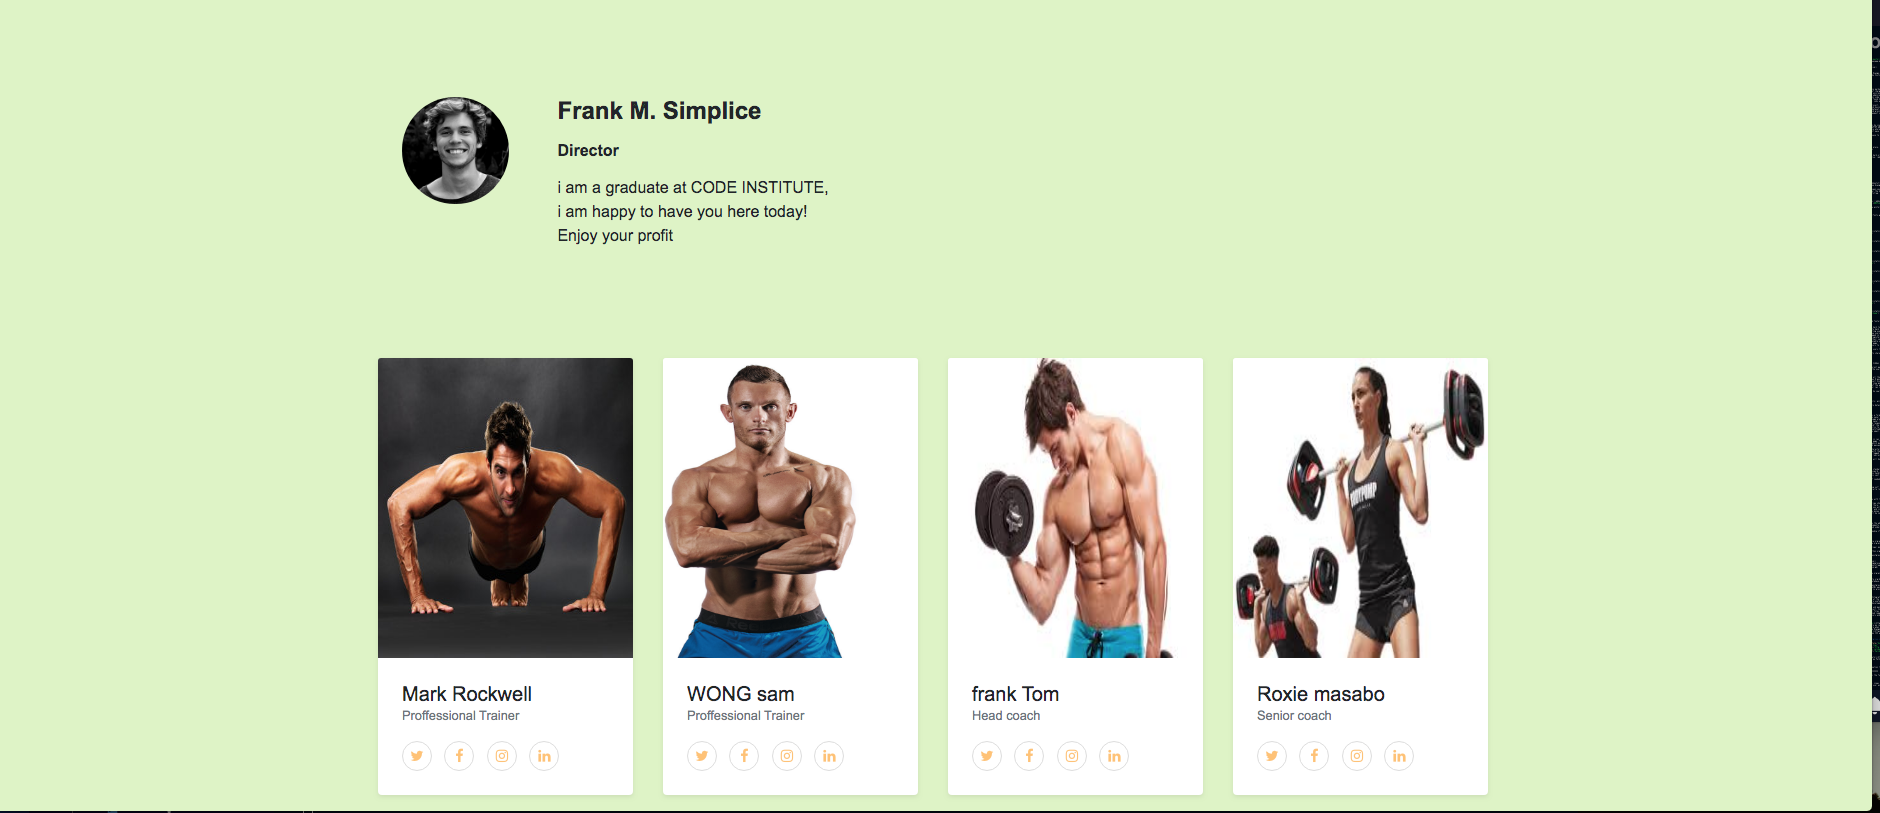 Frank M. Simplice
Director
i am a graduate at CODE INSTITUTE,
i am happy to have you here today!
Enjoy your profit
Mark Rockwell
Proffessional Trainer
WONG sam
Proffessional Trainer
frank Tom
Head coach
Roxie masabo
Senior coach